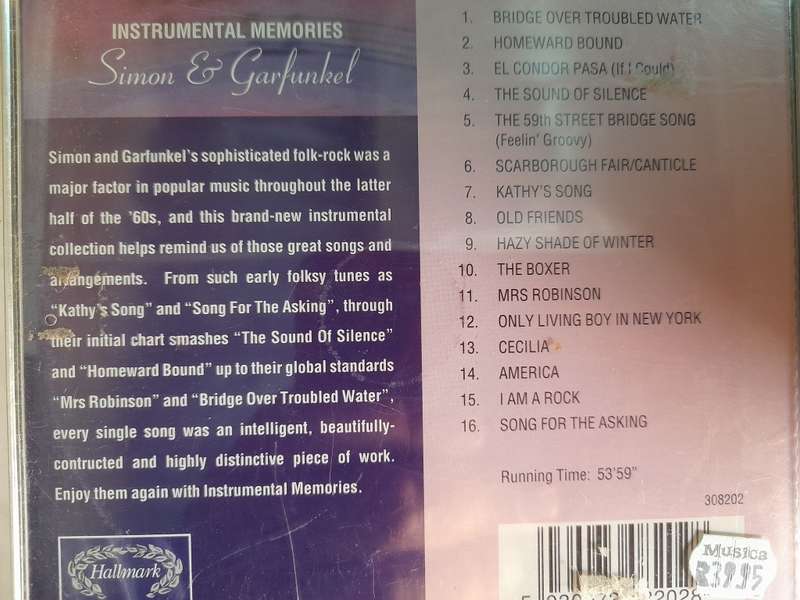 INSTRUMENTAL MEMORIES
Simon & Garfunkel
Simon and Garfunkel's sophisticated folk-rock was a
major factor in popular music throughout the latter
half of the '60s, and this brand-new instrumental
collection helps remind us of those great songs and
arrangements. From such early folksy tunes as
"Kathy's Song" and "Song For The Asking", through
their initial chart smashes "The Sound Of Silence"
and "Homeward Bound" up to their global standards
"Mrs Robinson" and "Bridge Over Troubled Water",
every single song was an intelligent, beautifully-
contructed and highly distinctive piece of work.
Enjoy them again with Instrumental Memories.
Hallmark
1. BRIDGE OVER TROUBLED WATER
2. HOMEWARD BOUND
3. EL CONDOR PASA (If I Could)
4. THE SOUND OF SILENCE
5. THE 59th STREET BRIDGE SONG
(Feelin' Groovy)
6. SCARBOROUGH FAIR/CANTICLE
7. KATHY'S SONG
8. OLD FRIENDS
9. HAZY SHADE OF WINTER
10. THE BOXER
11. MRS ROBINSON
12. ONLY LIVING BOY IN NEW YORK
13. CECILIA
14. AMERICA
15. I AM A ROCK
16. SONG FOR THE ASKING
Running Time: 53'59"
308202
Musica
R39.95